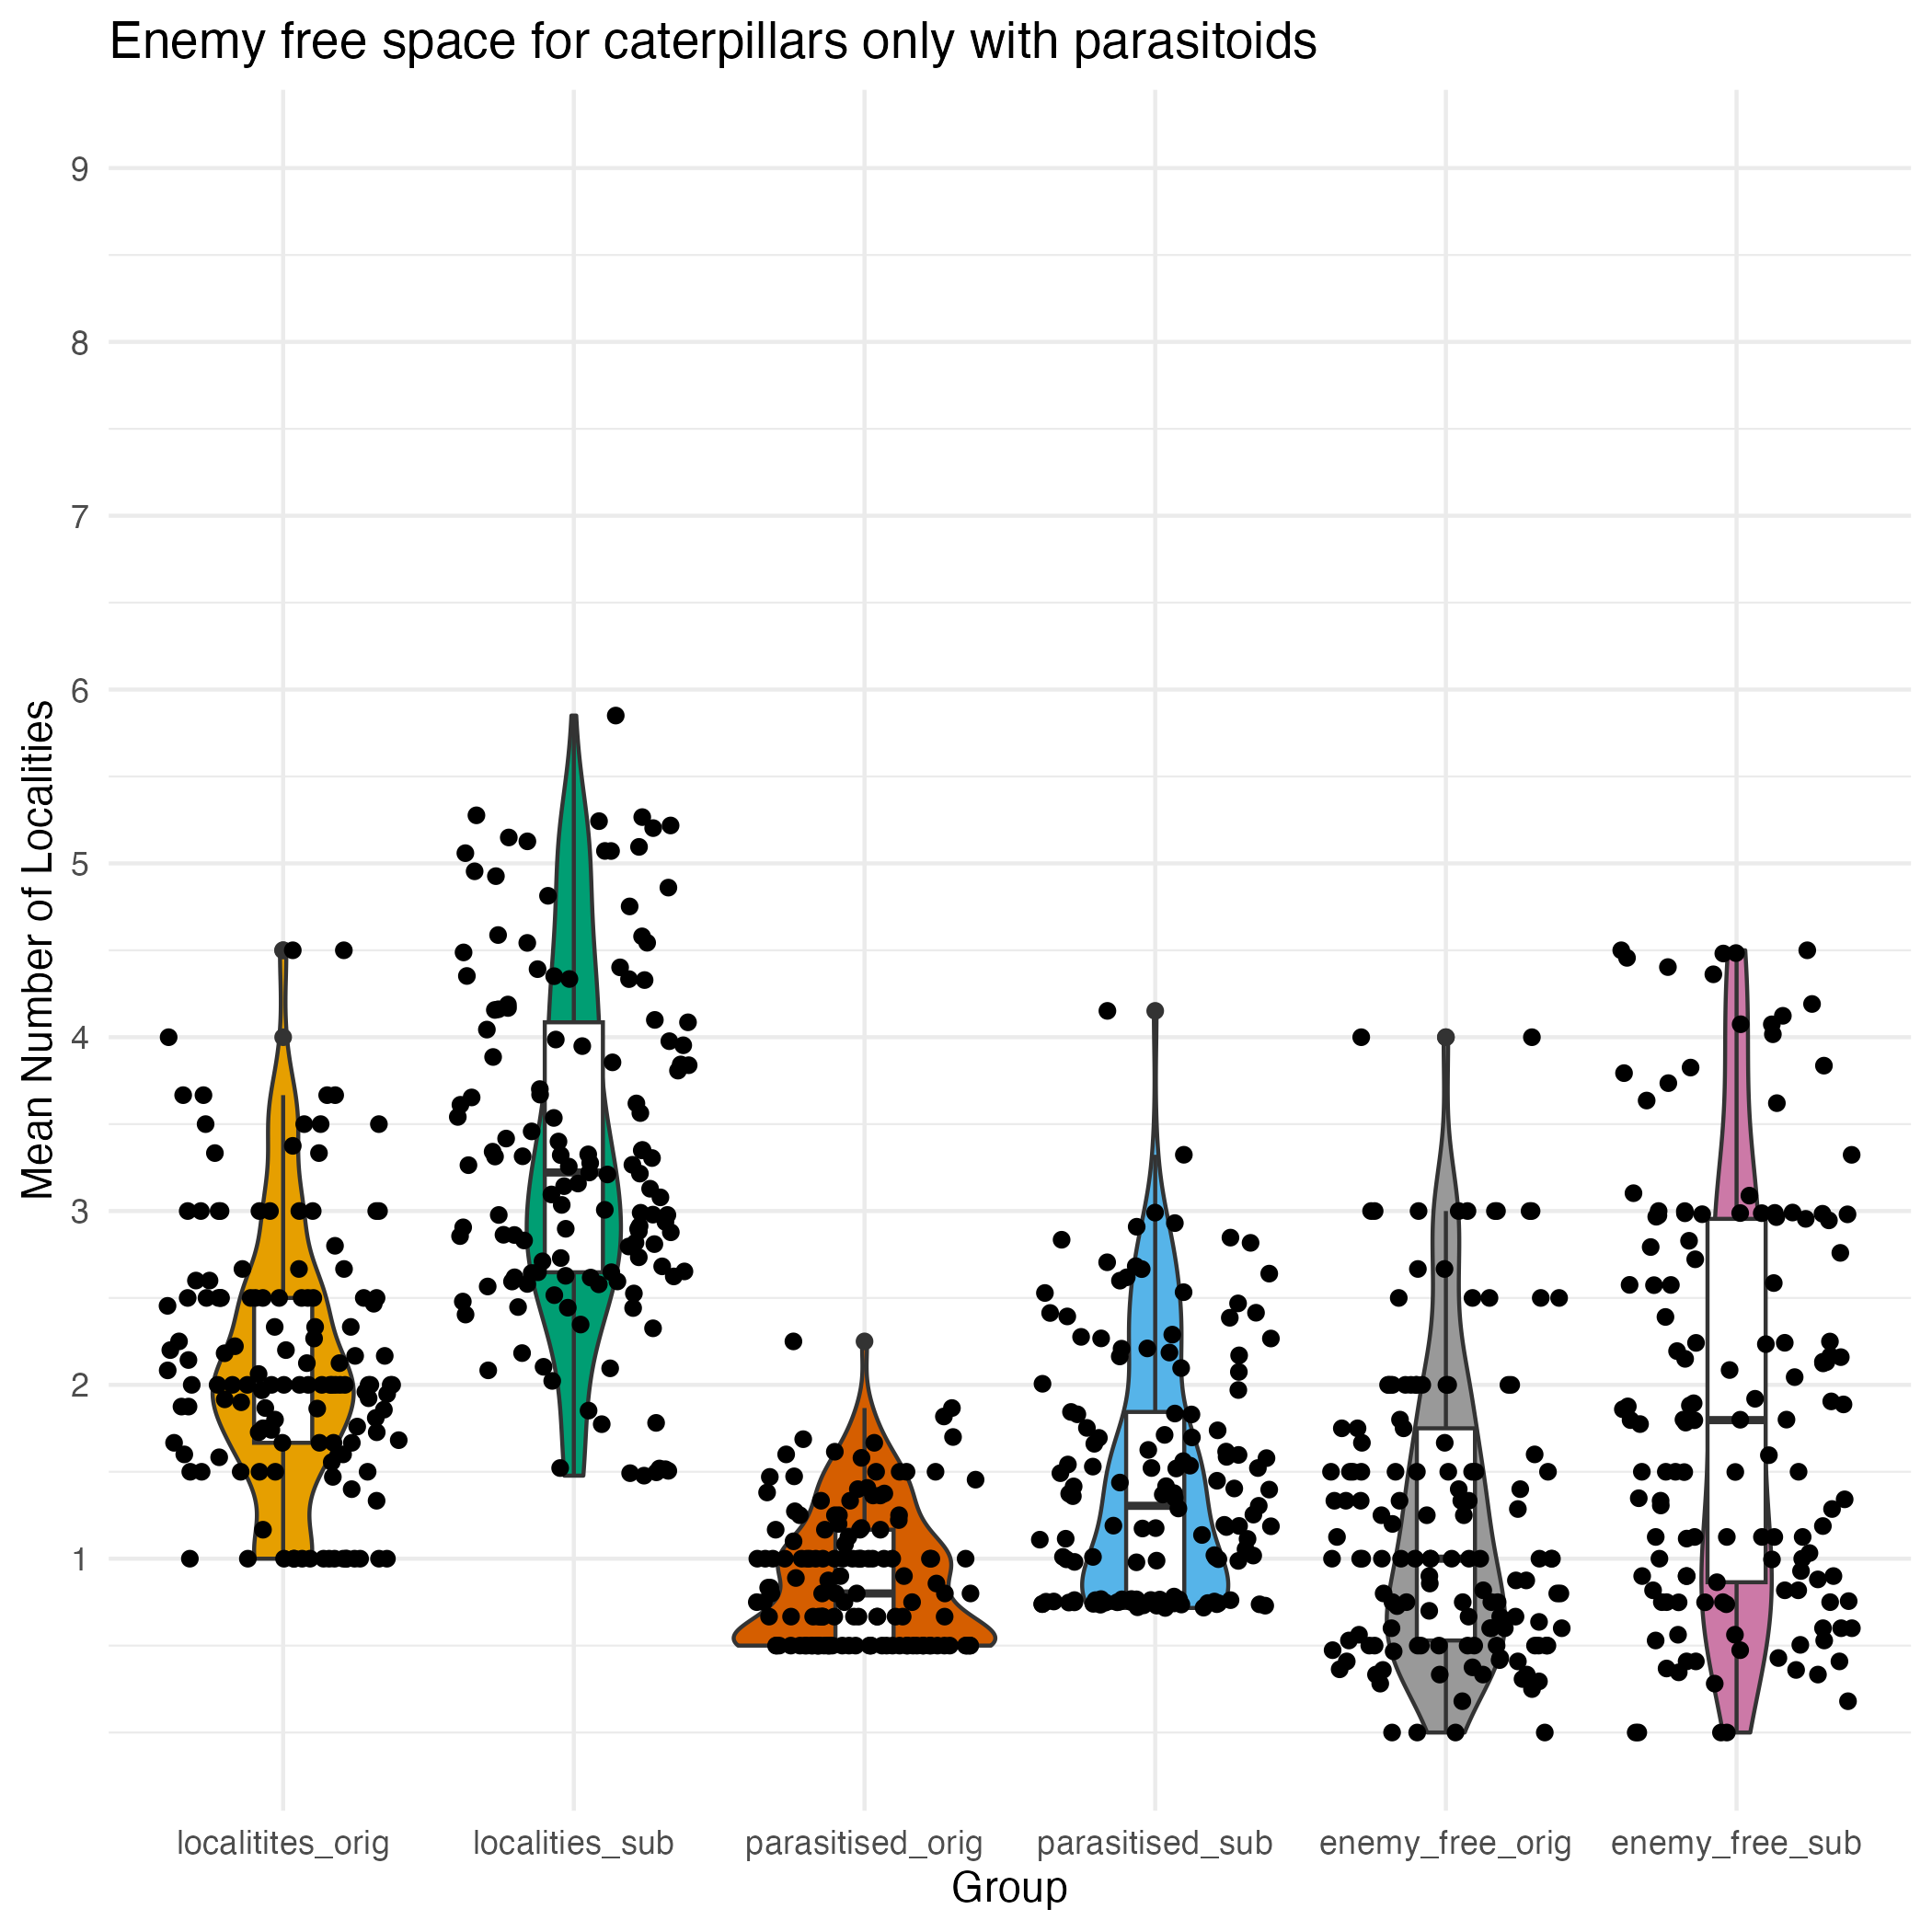 Enemy free space for caterpillars only with parasitoids
9
8
7
6
5
4
3
2
1
Mean Number of Localities
localitites_orig
localities_sub
parasitised_orig
parasitised_sub
enemy_free_orig
enemy_free_sub
Group